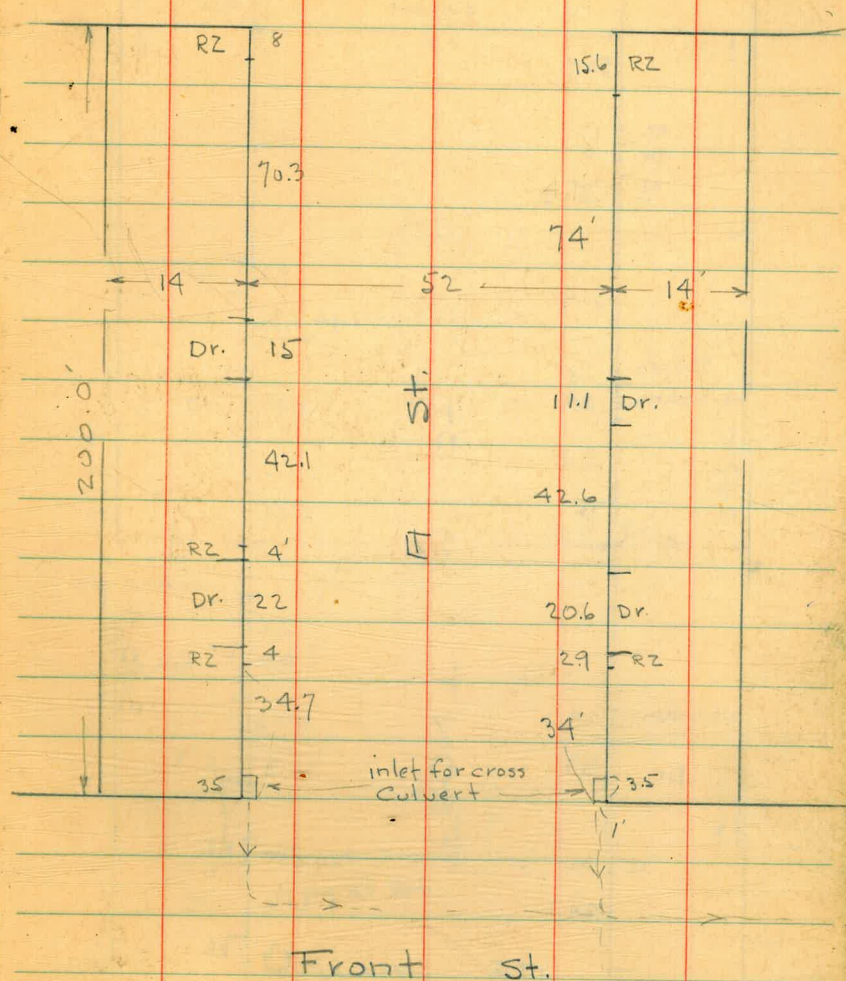 RZ 8
15.6 RZ
70.3
74'
14 52 14'
Dr. 15
11.1 Dr.
200.0'
St.
42.1
42.6
RZ 4'
Dr. 22
20.6 Dr.
RZ 4
2.9 RZ
34.7
34'
35 inlet for cross 3.5
Culvert
1'
Front St.